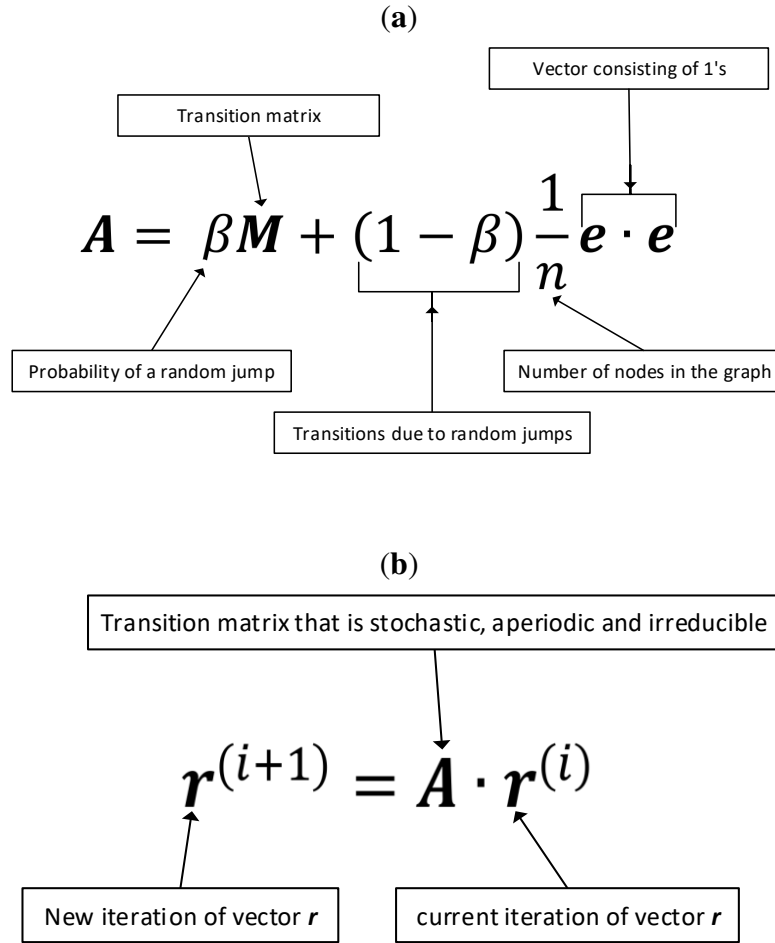 (a)
Vector consisting of 1's
Transition matrix
A = βM + (1 − β) 1/n e · e
Probability of a random jump
Number of nodes in the graph
Transitions due to random jumps
(b)
Transition matrix that is stochastic, aperiodic and irreducible
r^(i+1) = A · r^(i)
New iteration of vector r
current iteration of vector r